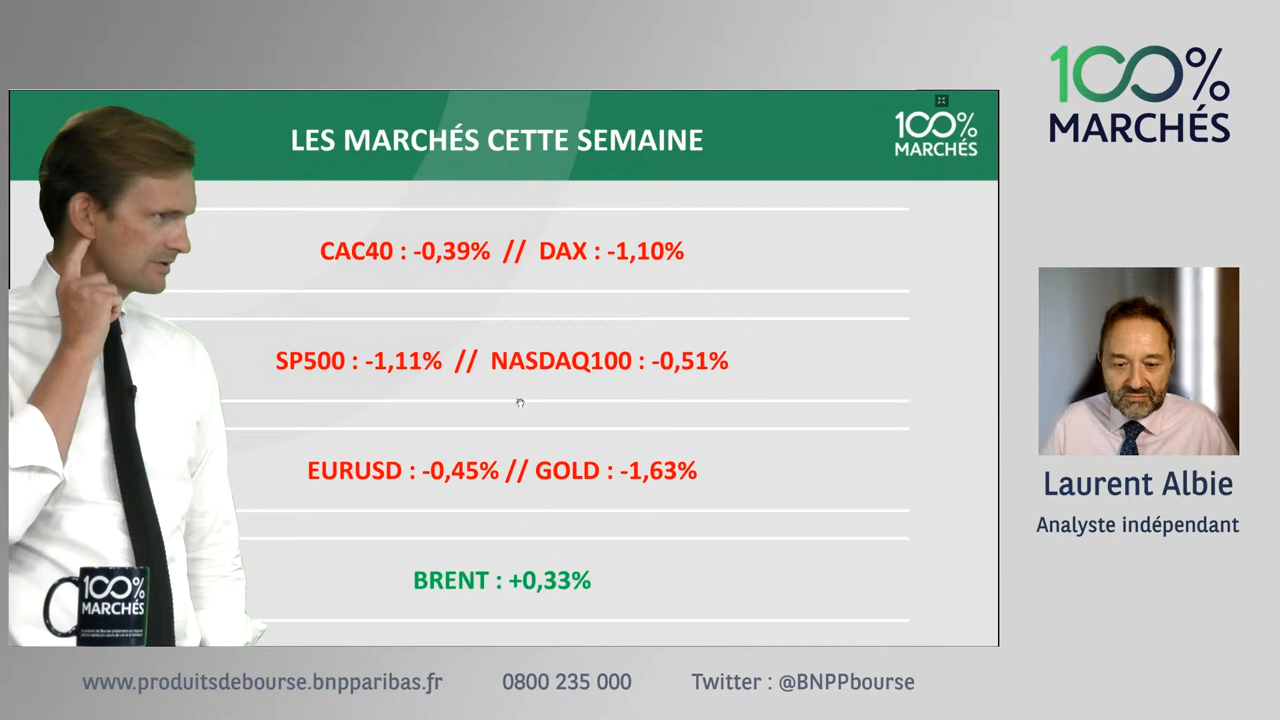 100%
MARCHÉS
LES MARCHÉS CETTE SEMAINE
100%
MARCHÉS
CAC40 : -0,39% // DAX : -1,10%
SP500 : -1,11% // NASDAQ100 : -0,51%
EURUSD : -0,45% // GOLD : -1,63%
BRENT : +0,33%
100%
MARCHÉS
Laurent Albie
Analyste indépendant
www.produitsdebourse.bnpparibas.fr 0800 235 000 Twitter : @BNPPbourse